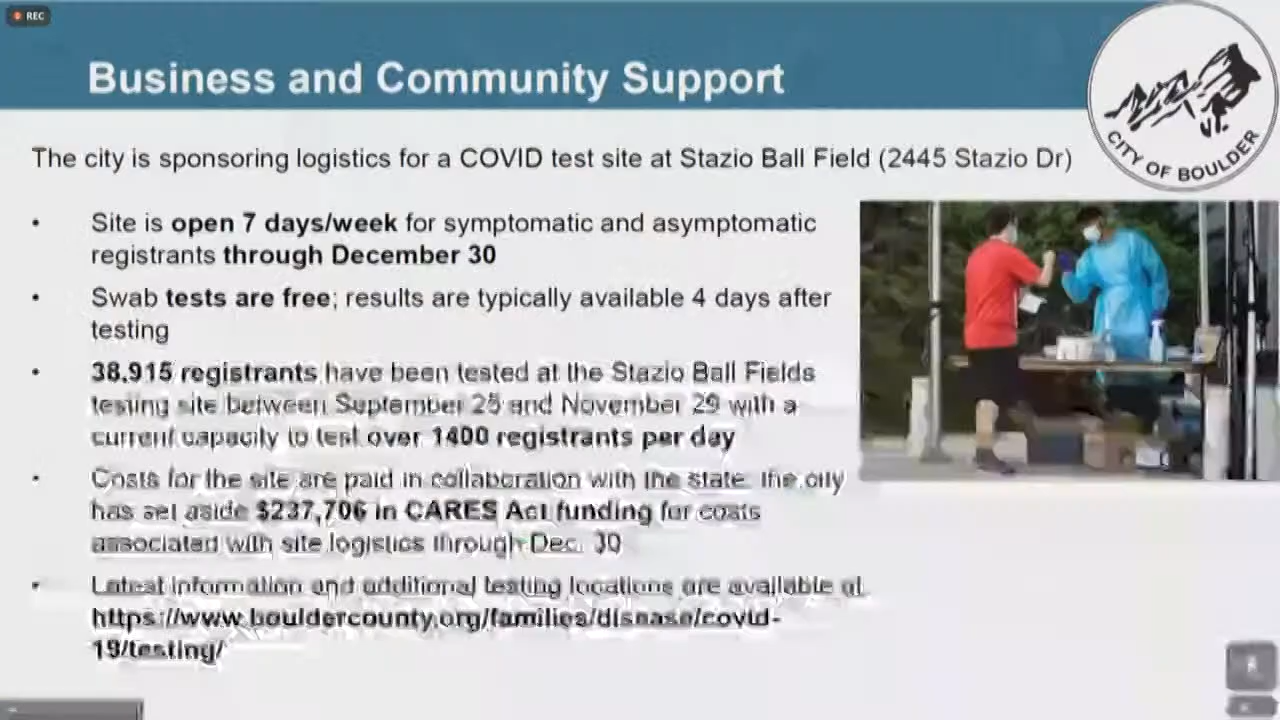 REC
Business and Community Support
CITY OF BOULDER
The city is sponsoring logistics for a COVID test site at Stazio Ball Field (2445 Stazio Dr)
• Site is open 7 days/week for symptomatic and asymptomatic
registrants through December 30
• Swab tests are free; results are typically available 4 days after
testing
• 38,915 registrants have been tested at the Stazio Ball Fields
testing site between September and November 29 with a
current capacity to test over 1400 registrants per day
• Costs for the site are paid in collaboration with the state. the city
has set aside $237,706 in CARES Act funding for costs
associated with site logistics through Dec. 30
• Latest information and additional testing locations are available at
https://www.bouldercounty.org/families/disease/covid-
19/testing/